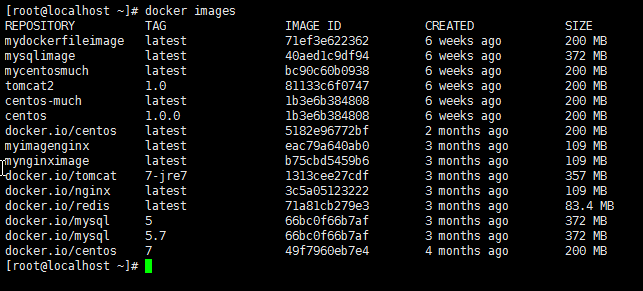 [root@localhost ~]# docker images
REPOSITORY TAG IMAGE ID CREATED SIZE
mydockerfileimage latest 71ef3e622362 6 weeks ago 200 MB
mysqlimage latest 40aed1c9df94 6 weeks ago 372 MB
mycentosmuch latest bc90c60b0938 6 weeks ago 200 MB
tomcat2 1.0 81133c6f0747 6 weeks ago 200 MB
centos-much latest 1b3e6b384808 6 weeks ago 200 MB
centos 1.0.0 1b3e6b384808 6 weeks ago 200 MB
docker.io/centos latest 5182e96772bf 2 months ago 200 MB
myimagenginx latest eac79a640ab0 3 months ago 109 MB
mynginximage latest b75cbd5459b6 3 months ago 109 MB
docker.io/tomcat 7-jre7 1313cee27cdf 3 months ago 357 MB
docker.io/nginx latest 3c5a05123222 3 months ago 109 MB
docker.io/redis latest 71a81cb279e3 3 months ago 83.4 MB
docker.io/mysql 5 66bc0f66b7af 3 months ago 372 MB
docker.io/mysql 5.7 66bc0f66b7af 3 months ago 372 MB
docker.io/centos 7 49f7960eb7e4 4 months ago 200 MB
[root@localhost ~]#